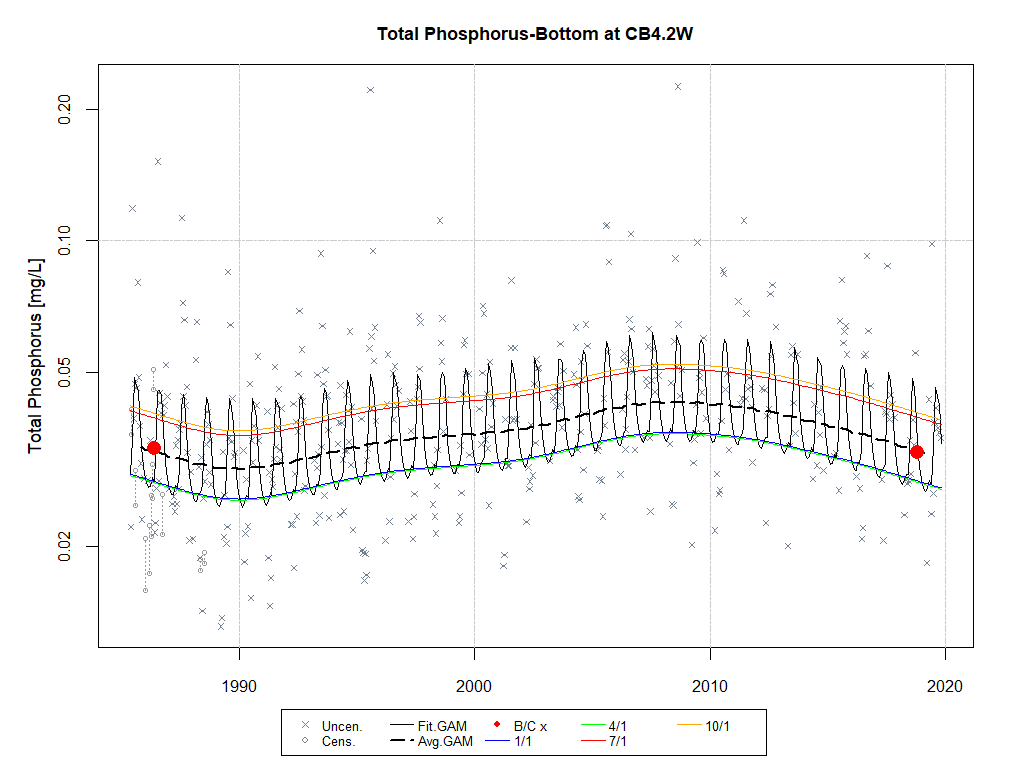 Total Phosphorus-Bottom at CB4.2W
Total Phosphorus [mg/L]
0.20
0.10
0.05
0.02
1990 2000 2010 2020
Uncen. Fit.GAM B/C x 4/1 10/1
Cens. Avg.GAM 1/1 7/1